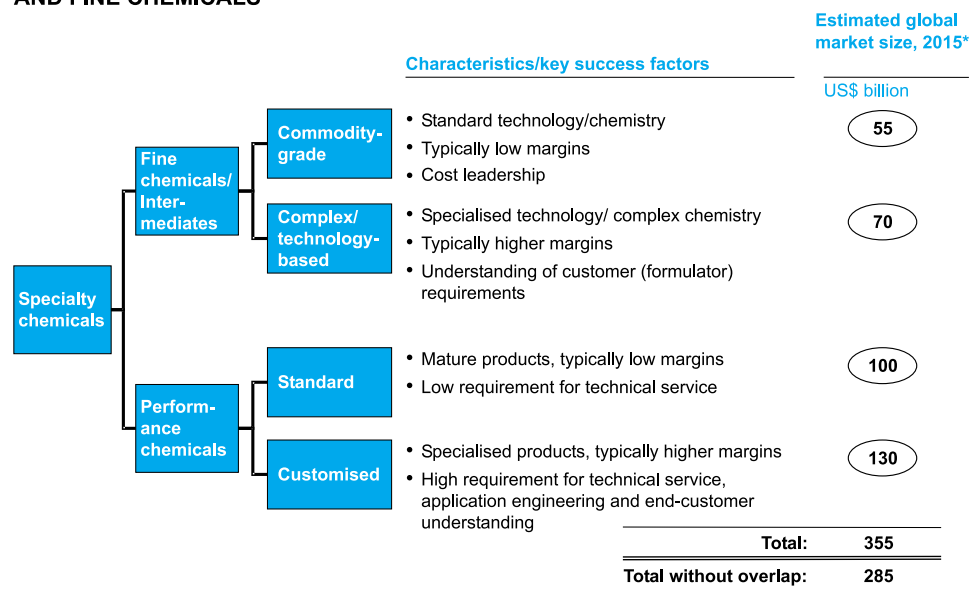 AND FINE CHEMICALS
Estimated global
market size, 2015*
Characteristics/key success factors
US$ billion
Specialty
chemicals
Fine
chemicals/
Inter-
mediates
Commodity-
grade
• Standard technology/chemistry
• Typically low margins
• Cost leadership
55
Complex/
technology-
based
• Specialised technology/ complex chemistry
• Typically higher margins
• Understanding of customer (formulator)
requirements
70
Perform-
ance
chemicals
Standard
• Mature products, typically low margins
• Low requirement for technical service
100
Customised
• Specialised products, typically higher margins
• High requirement for technical service,
application engineering and end-customer
understanding
130
Total: 355
Total without overlap: 285